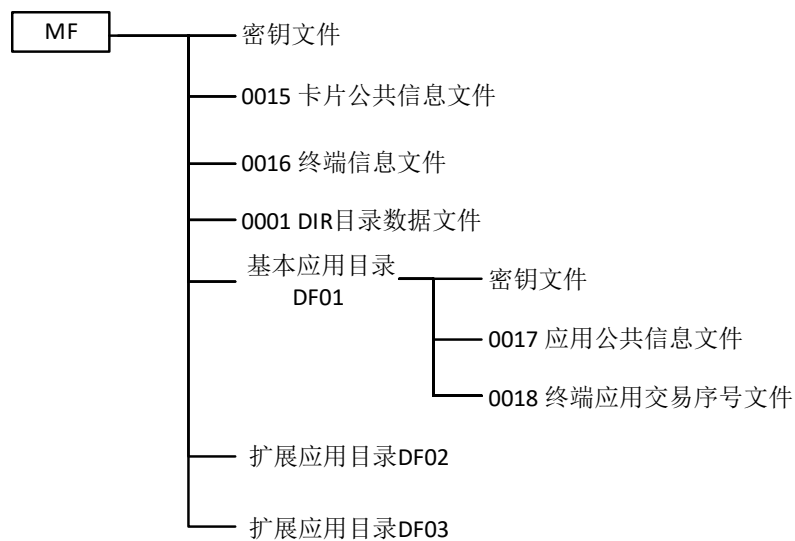 MF
密钥文件
0015 卡片公共信息文件
0016 终端信息文件
0001 DIR目录数据文件
基本应用目录
DF01
密钥文件
0017 应用公共信息文件
0018 终端应用交易序号文件
扩展应用目录DF02
扩展应用目录DF03